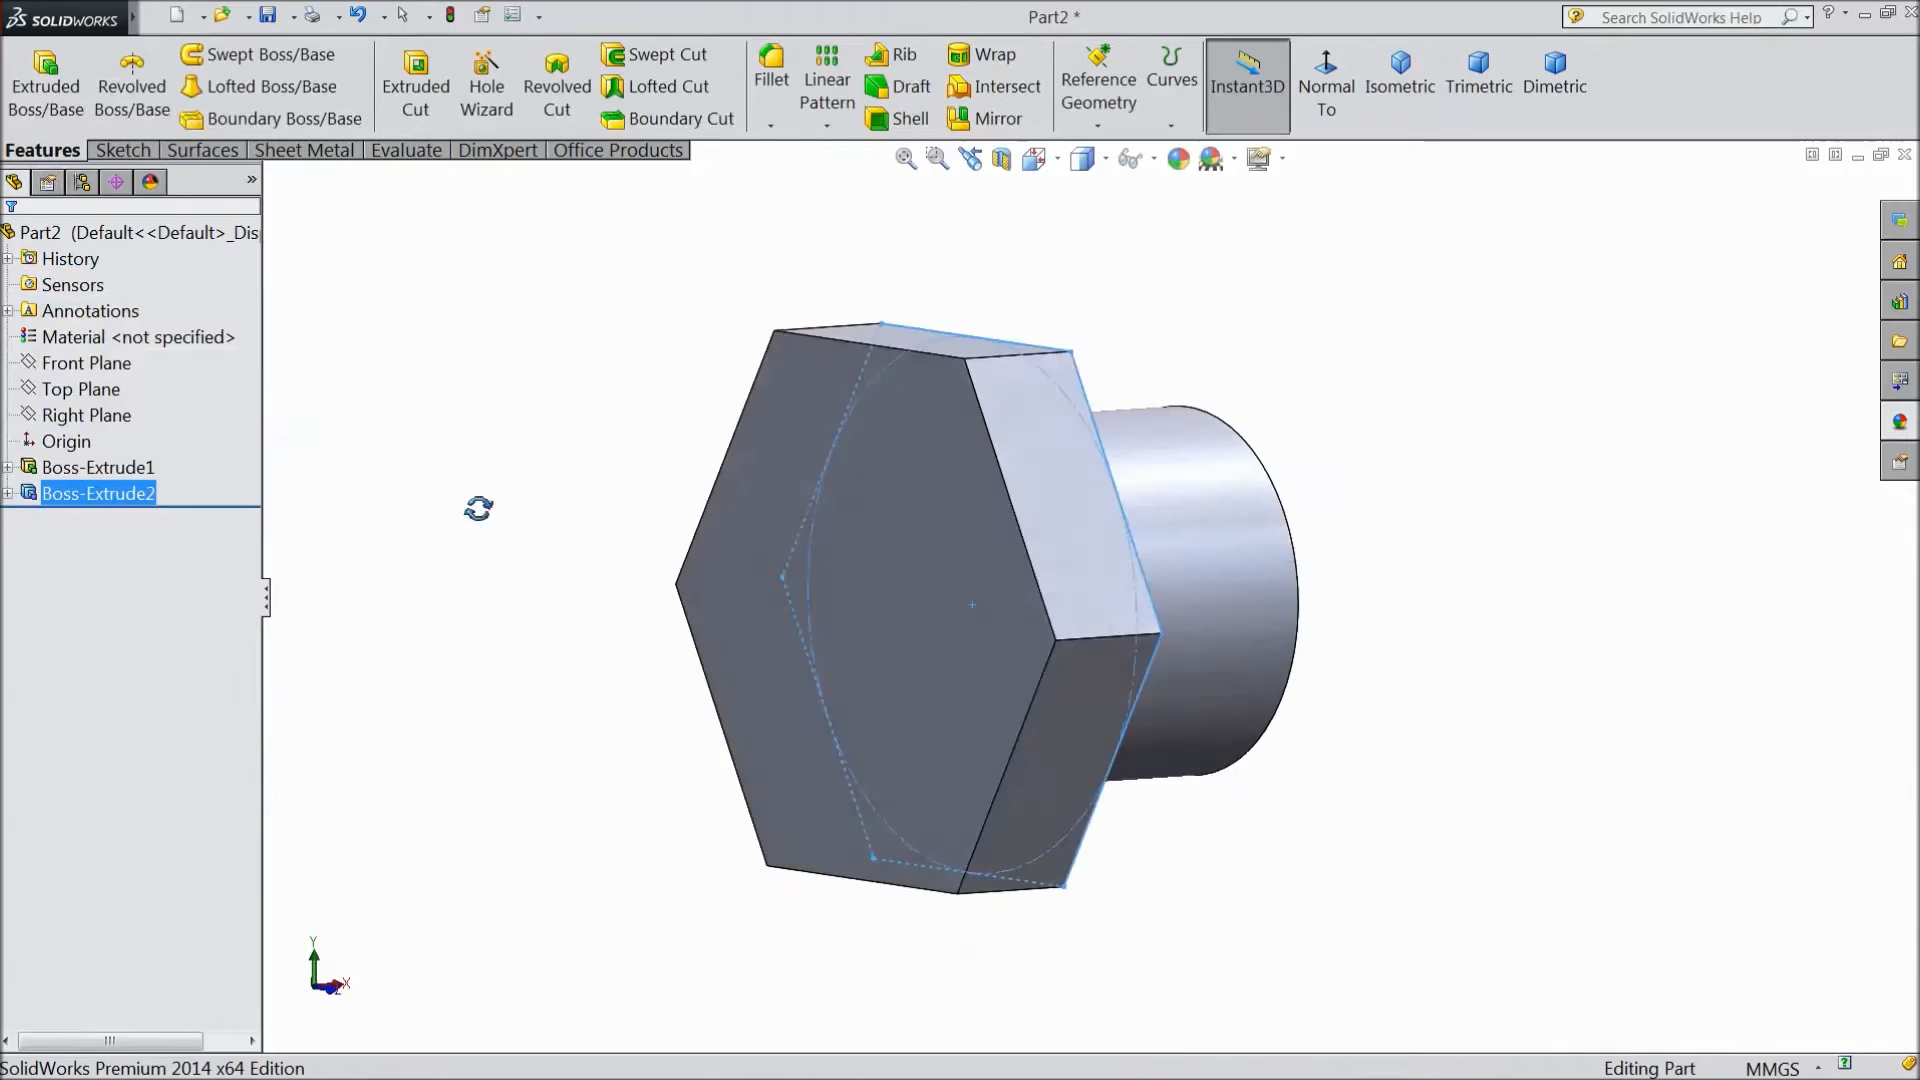 SOLIDWORKS
Part2 *
Search SolidWorks Help
Extruded Boss/Base
Revolved Boss/Base
Swept Boss/Base
Lofted Boss/Base
Boundary Boss/Base
Extruded Cut
Hole Wizard
Revolved Cut
Swept Cut
Lofted Cut
Boundary Cut
Fillet
Linear Pattern
Rib
Draft
Shell
Wrap
Intersect
Mirror
Reference Geometry
Curves
Instant3D
Normal To
Isometric
Trimetric
Dimetric
Features
Sketch
Surfaces
Sheet Metal
Evaluate
DimXpert
Office Products
Part2 (Default<<Default>_Dis
History
Sensors
Annotations
Material <not specified>
Front Plane
Top Plane
Right Plane
Origin
Boss-Extrude1
Boss-Extrude2
Y
X
Z
SolidWorks Premium 2014 x64 Edition
Editing Part
MMGS